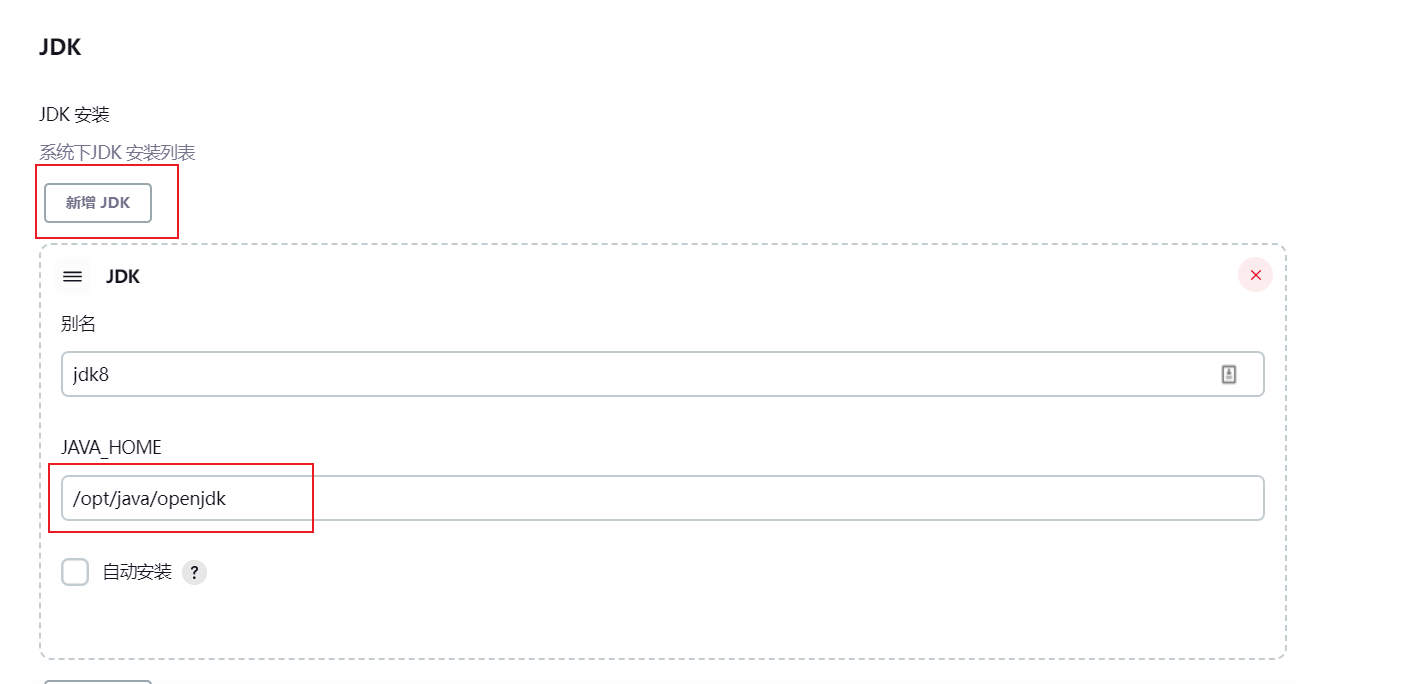 JDK
JDK 安装
系统下JDK 安装列表
新增 JDK
JDK
别名
jdk8
JAVA_HOME
/opt/java/openjdk
自动安装 ?